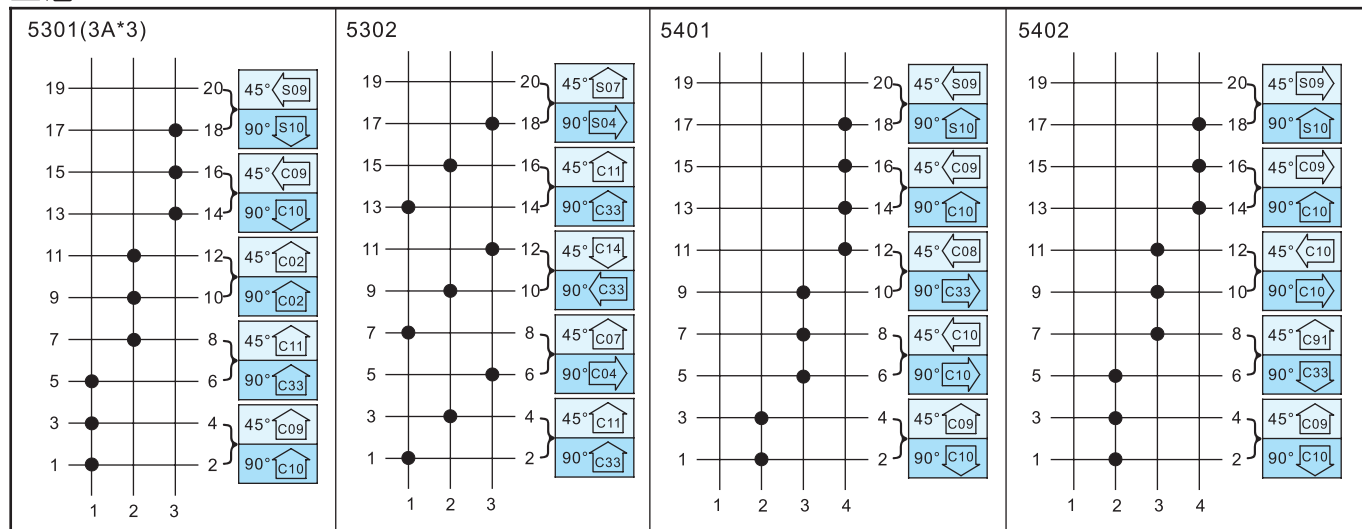 5301(3A*3)
19 20 45° S09
17 18 90° S10
15 16 45° C09
13 14 90° C10
11 12 45° C02
9 10 90° C02
7 8 45° C11
5 6 90° C33
3 4 45° C09
1 2 90° C10
1 2 3
5302
19 20 45° S07
17 18 90° S04
15 16 45° C11
13 14 90° C33
11 12 45° C14
9 10 90° C33
7 8 45° C07
5 6 90° C04
3 4 45° C11
1 2 90° C33
1 2 3
5401
19 20 45° S09
17 18 90° S10
15 16 45° C09
13 14 90° C10
11 12 45° C08
9 10 90° C33
7 8 45° C10
5 6 90° C10
3 4 45° C09
1 2 90° C10
1 2 3 4
5402
19 20 45° S09
17 18 90° S10
15 16 45° C09
13 14 90° C10
11 12 45° C10
9 10 90° C10
7 8 45° C91
5 6 90° C33
3 4 45° C09
1 2 90° C10
1 2 3 4